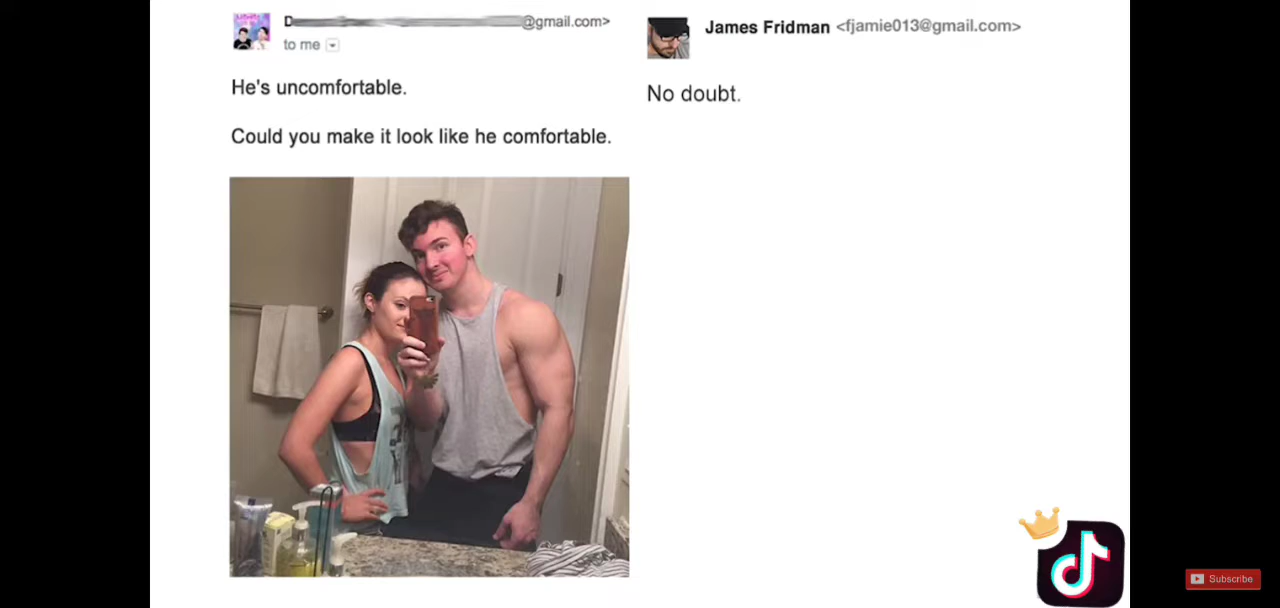 D
@gmail.com>
to me
He's uncomfortable.
Could you make it look like he comfortable.
James Fridman <fjamie013@gmail.com>
No doubt.
Subscribe